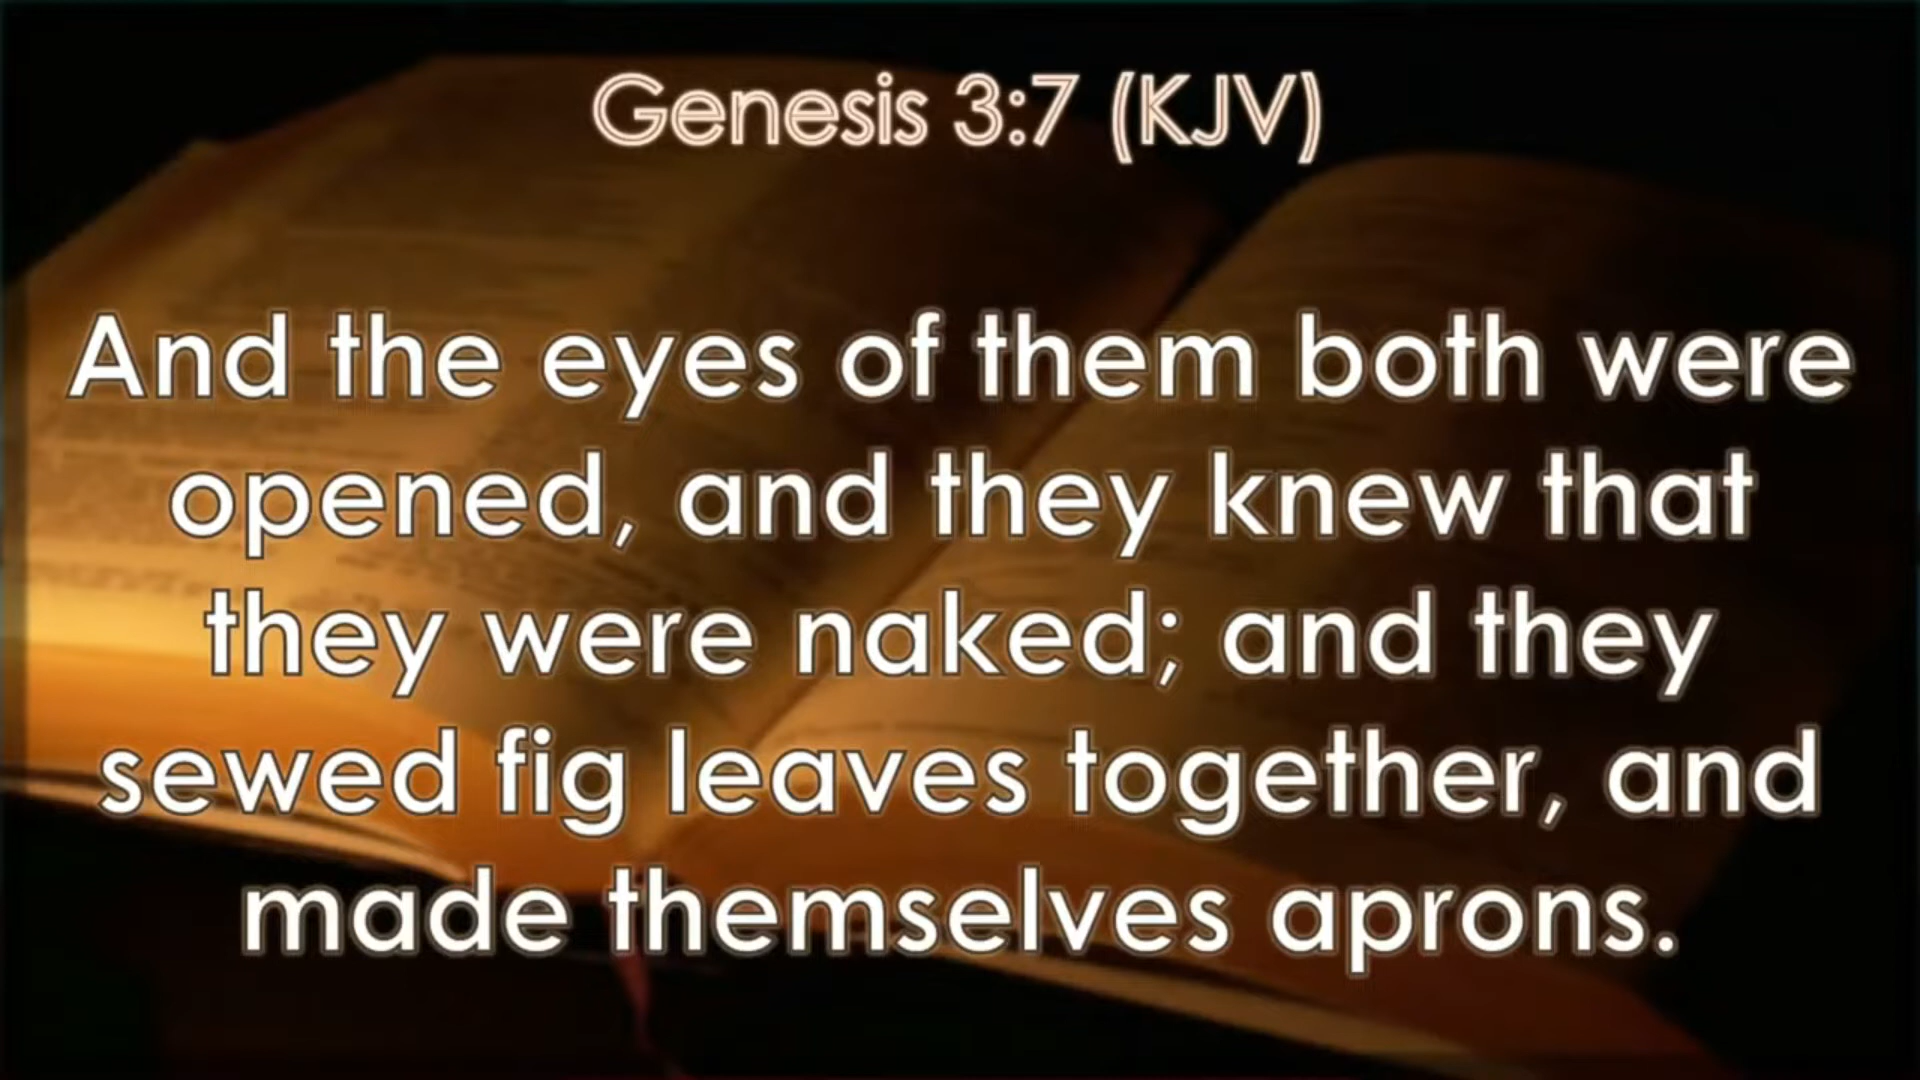 Genesis 3:7 (KJV)
And the eyes of them both were
opened, and they knew that
they were naked; and they
sewed fig leaves together, and
made themselves aprons.